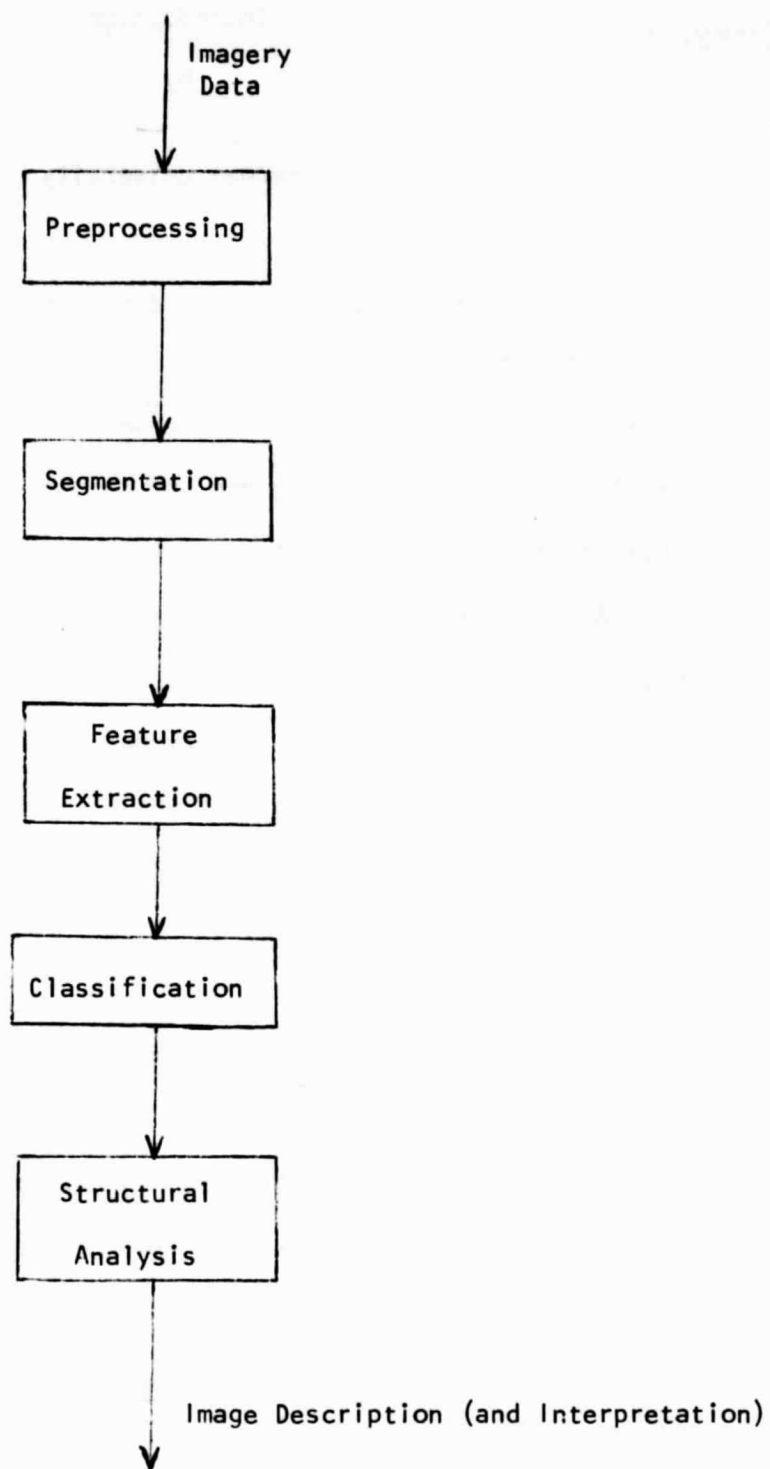 Imagery
Data
Preprocessing
Segmentation
Feature
Extraction
Classification
Structural
Analysis
Image Description (and Interpretation)